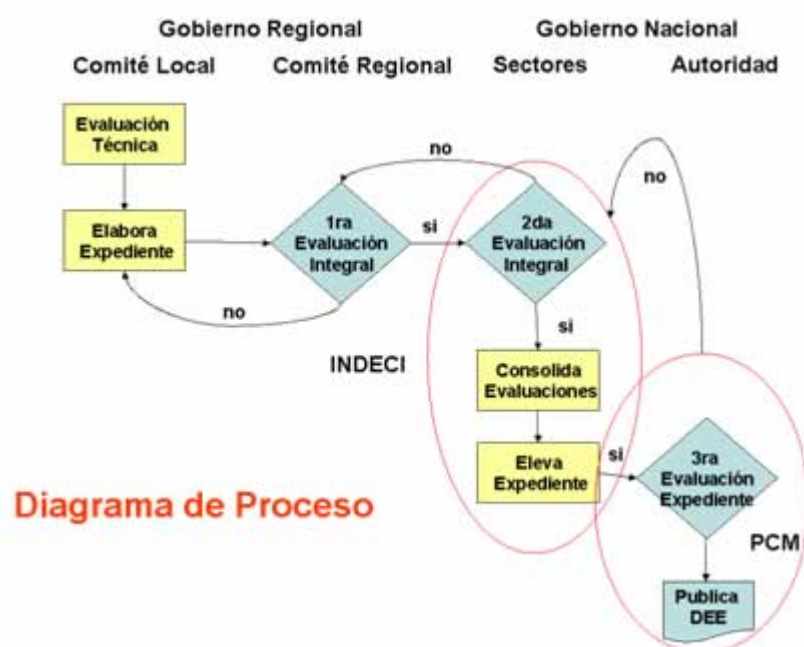 Gobierno Regional
Gobierno Nacional
Comité Local
Comité Regional
Sectores
Autoridad
Evaluación
Técnica
Elabora
Expediente
no
1ra
Evaluación
Integral
si
no
2da
Evaluación
Integral
si
no
INDECI
Consolida
Evaluaciones
Eleva
Expediente
si
3ra
Evaluación
Expediente
PCM
Publica
DEE
Diagrama de Proceso